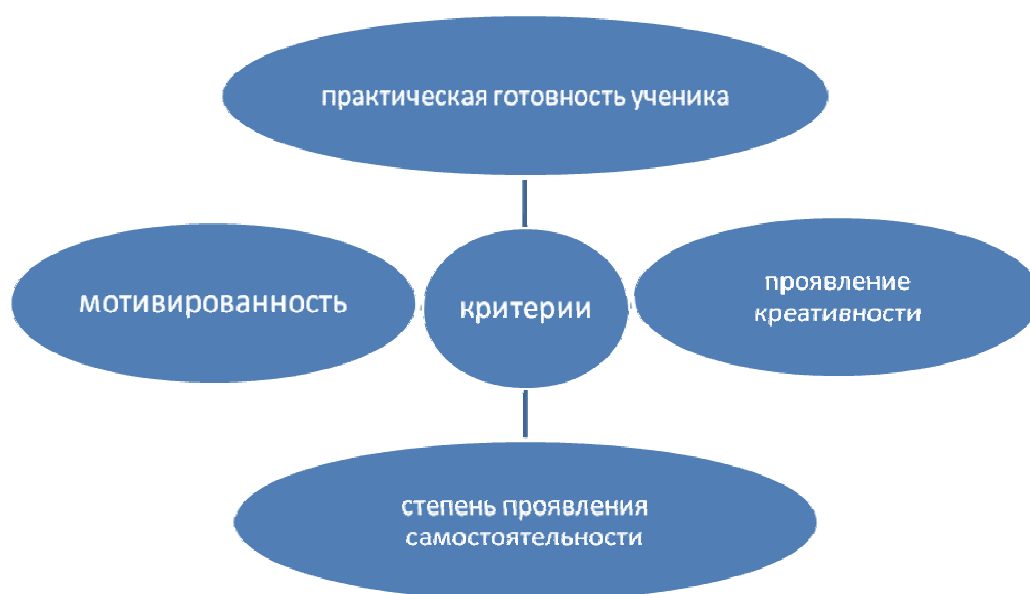 практическая готовность ученика
мотивированность
критерии
проявление
креативности
степень проявления
самостоятельности